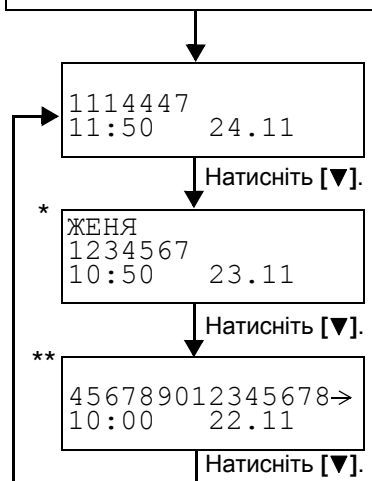 1114447
11:50 24.11
Натисніть [▼].
*
ЖЕНЯ
1234567
10:50 23.11
Натисніть [▼].
**
456789012345678→
10:00 22.11
Натисніть [▼].